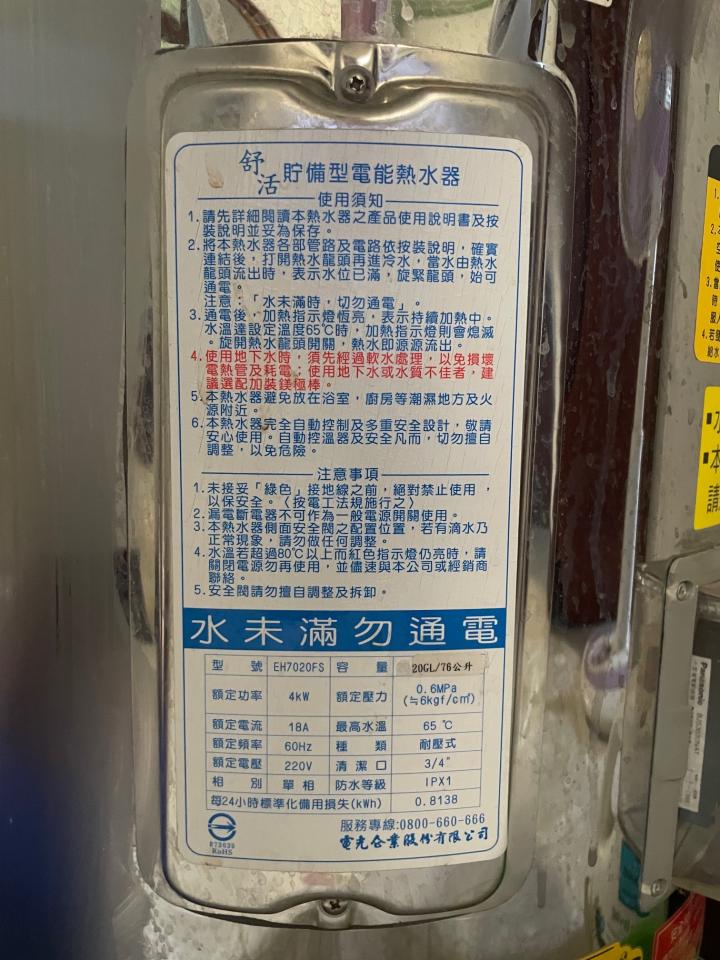 舒活 貯備型電能熱水器
使用須知
1.請先詳細閱讀本熱水器之產品使用說明書及按
裝說明並妥為保存。
2.將本熱水器各部管路及電路依按裝說明，確實
連結後，打開熱水龍頭再進冷水，當水由熱水
龍頭流出時，表示水位已滿，旋緊龍頭，始可
通電。
注意：「水未滿時，切勿通電」。
3.通電後，加熱指示燈恆亮，表示持續加熱中。
水溫達設定溫度65℃時，加熱指示燈則會熄滅
。旋開熱水龍頭開關，熱水即源源流出。
4.使用地下水時，須先經過軟水處理，以免損壞
電熱管及耗電；使用地下水或水質不佳者，建
議選配加裝鎂極棒。
5.本熱水器避免放在浴室，廚房等潮濕地方及火
源附近。
6.本熱水器完全自動控制及多重安全設計，敬請
安心使用。自動控溫器及安全凡而，切勿擅自
調整，以免危險。
注意事項
1.未接妥「綠色」接地線之前，絕對禁止使用，
以保安全。（按電工法規施行之）
2.漏電斷電器不可作為一般電源開關使用。
3.本熱水器側面安全閥之配置位置，若有滴水乃
正常現象，請勿做任何調整。
4.水溫若超過80℃以上而紅色指示燈仍亮時，請
關閉電源勿再使用，並儘速與本公司或經銷商
聯絡。
5.安全閥請勿擅自調整及拆卸。
水未滿勿通電
型號 EH7020FS 容量 20GL/76公升
額定功率 4kW 額定壓力 0.6MPa
(≒6kgf/c㎡)
額定電流 18A 最高水溫 65℃
額定頻率 60Hz 種類 耐壓式
額定電壓 220V 清潔口 3/4"
相別 單相 防水等級 IPX1
每24小時標準化備用損失(kWh) 0.8138
服務專線:0800-660-666
電光企業股份有限公司
R73639
RoHS
Panasonic